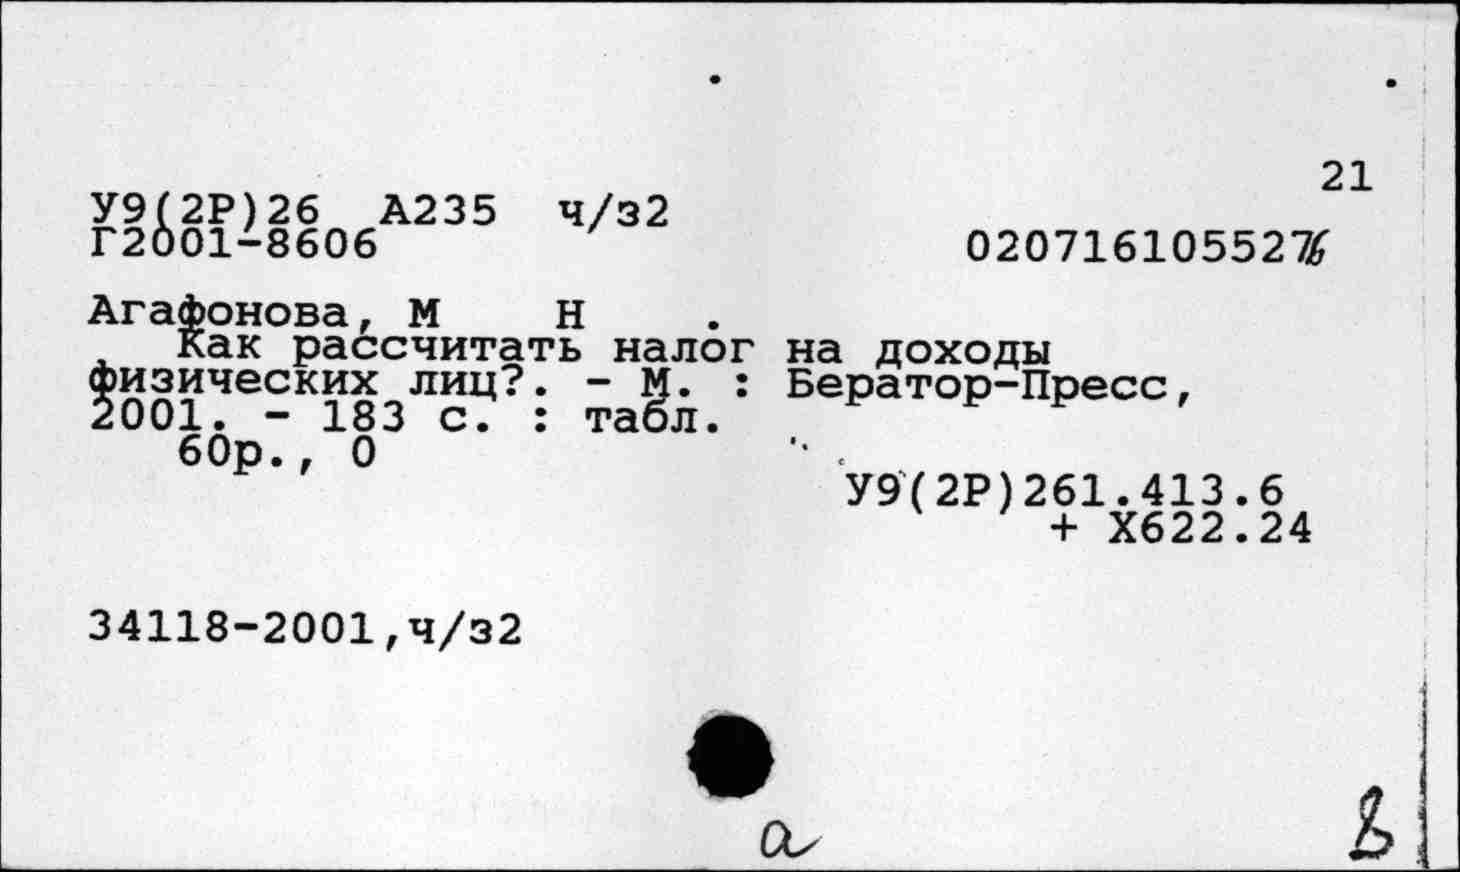 21
У9(2Р)26 А235 ч/з2
Г2001-8606
020716105527
Агафонова, М Н .
Как рассчитать налог на доходы
физических лиц?. - М. : Бератор-Пресс,
2001. - 183 с. : табл.
60р., 0
У9(2Р)261.413.6
+ Х622.24
34118-2001,ч/з2
а